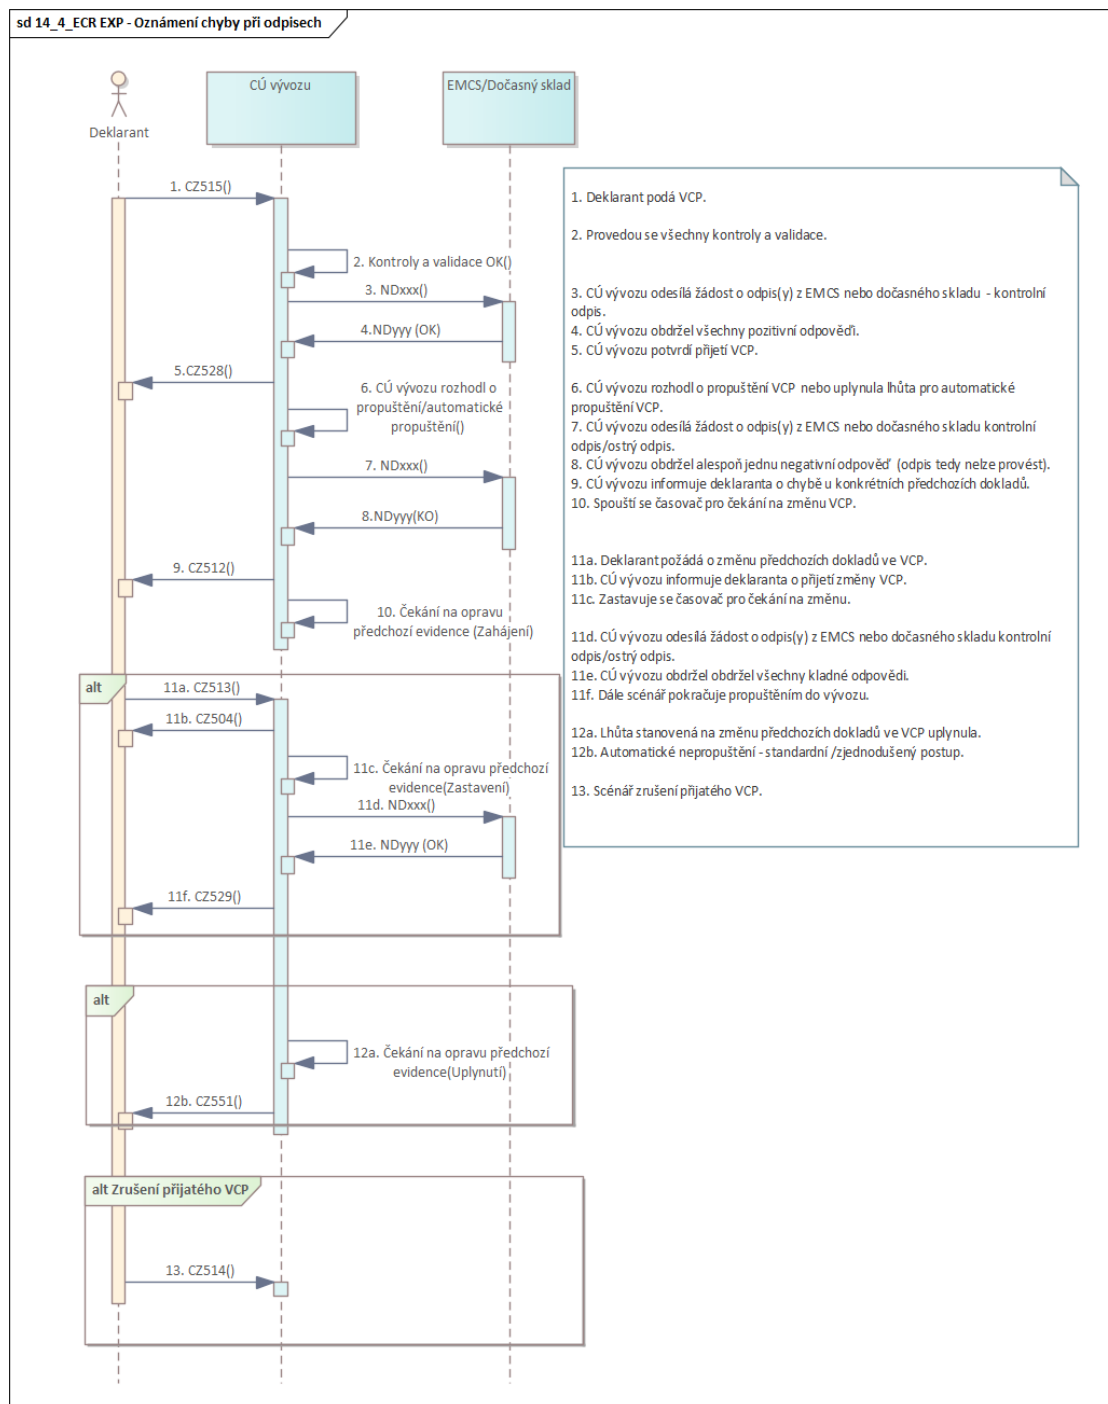 sd 14_4_ECR EXP - Oznámení chyby při odpisech
Deklarant
CÚ vývozu
EMCS/Dočasný sklad
1. CZ515()
2. Kontroly a validace OK()
3. NDxxx()
4.NDyyy (OK)
5.CZ528()
6. CÚ vývozu rozhodl o
propuštění/automatické
propuštění()
7. NDxxx()
8.NDyyy(KO)
9. CZ512()
10. Čekání na opravu
předchozí evidence (Zahájení)
alt
11a. CZ513()
11b. CZ504()
11c. Čekání na opravu předchozí
evidence(Zastavení)
11d. NDxxx()
11e. NDyyy (OK)
11f. CZ529()
alt
12a. Čekání na opravu předchozí
evidence(Uplynutí)
12b. CZ551()
alt Zrušení přijatého VCP
13. CZ514()
1. Deklarant podá VCP.
2. Provedou se všechny kontroly a validace.
3. CÚ vývozu odesílá žádost o odpis(y) z EMCS nebo dočasného skladu - kontrolní
odpis.
4. CÚ vývozu obdržel všechny pozitivní odpověďi.
5. CÚ vývozu potvrdí přijetí VCP.
6. CÚ vývozu rozhodl o propuštění VCP nebo uplynula lhůta pro automatické
propuštění VCP.
7. CÚ vývozu odesílá žádost o odpis(y) z EMCS nebo dočasného skladu kontrolní
odpis/ostrý odpis.
8. CÚ vývozu obdržel alespoň jednu negativní odpověď (odpis tedy nelze provést).
9. CÚ vývozu informuje deklaranta o chybě u konkrétních předchozích dokladů.
10. Spouští se časovač pro čekání na změnu VCP.
11a. Deklarant požádá o změnu předchozích dokladů ve VCP.
11b. CÚ vývozu informuje deklaranta o přijetí změny VCP.
11c. Zastavuje se časovač pro čekání na změnu.
11d. CÚ vývozu odesílá žádost o odpis(y) z EMCS nebo dočasného skladu kontrolní
odpis/ostrý odpis.
11e. CÚ vývozu obdržel obdržel všechny kladné odpovědi.
11f. Dále scénář pokračuje propuštěním do vývozu.
12a. Lhůta stanovená na změnu předchozích dokladů ve VCP uplynula.
12b. Automatické nepropuštění - standardní /zjednodušený postup.
13. Scénář zrušení přijatého VCP.